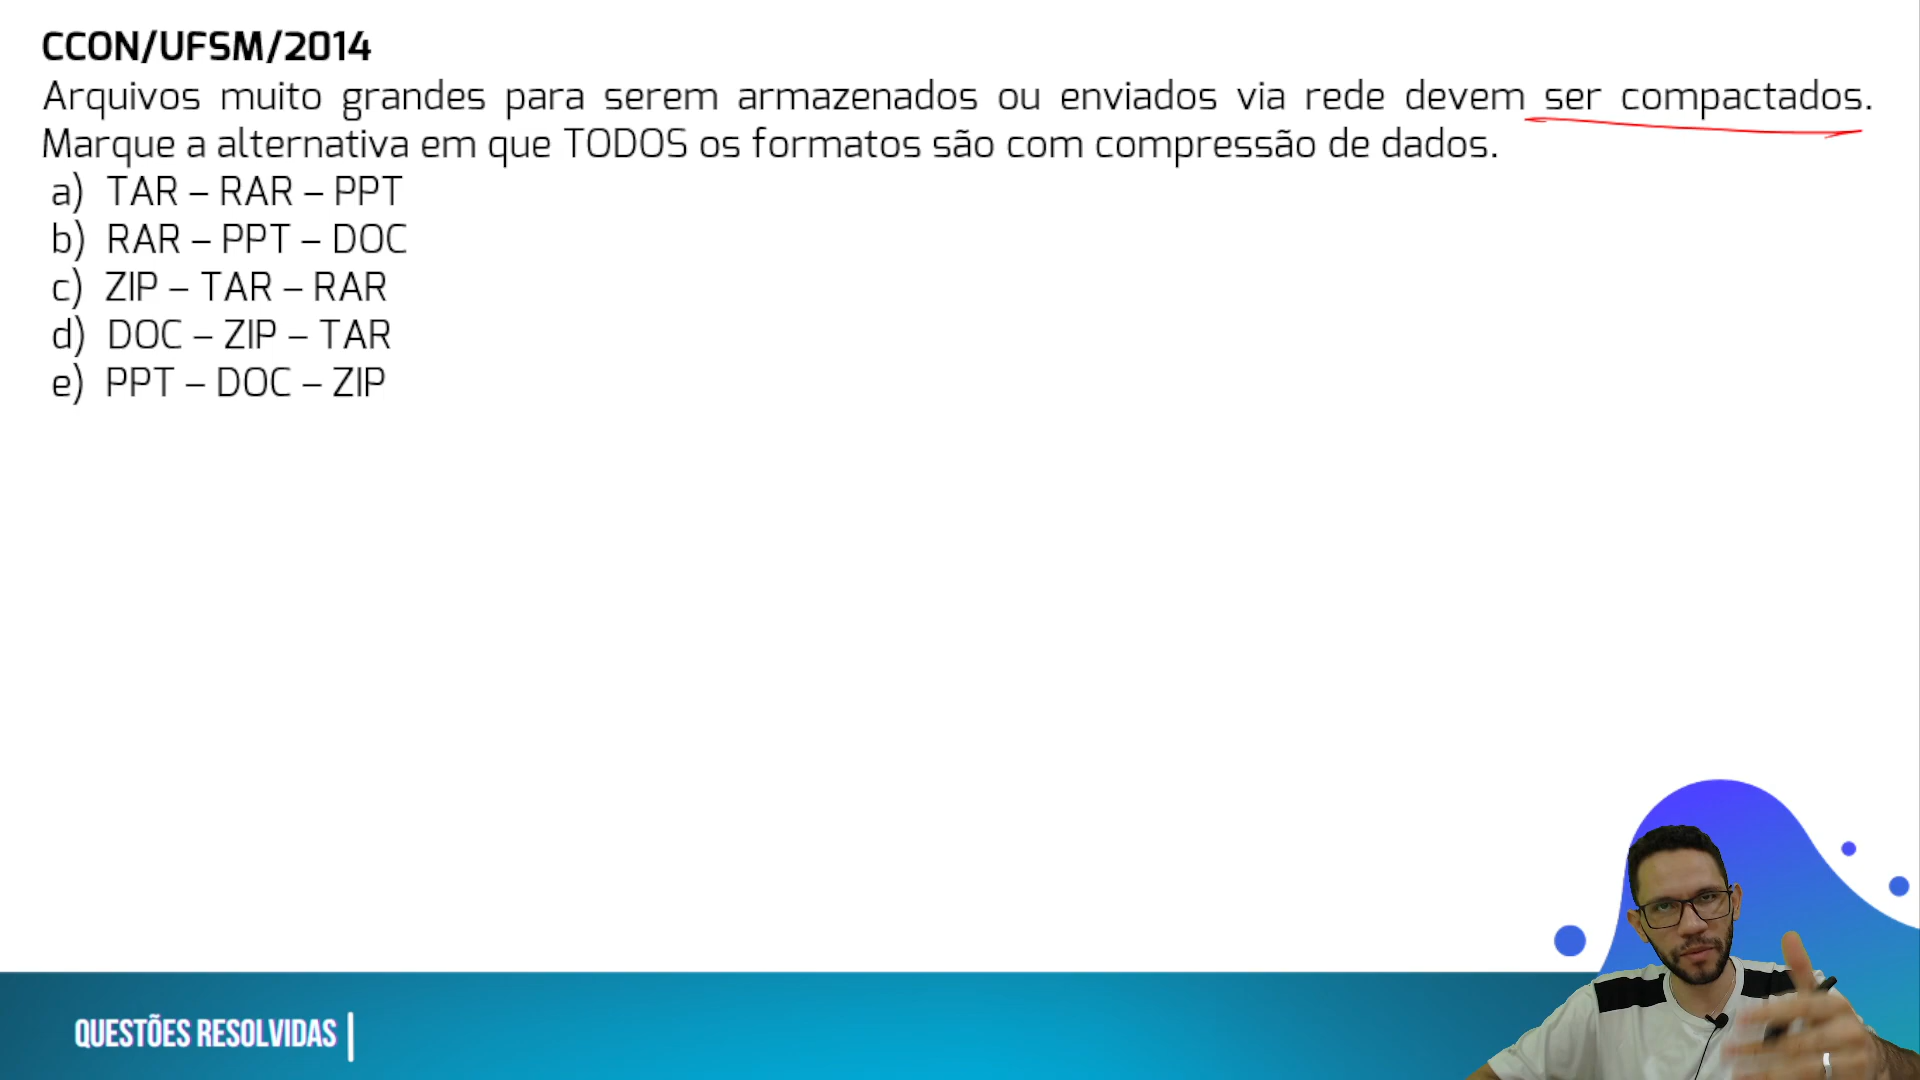 CCON/UFSM/2014
Arquivos muito grandes para serem armazenados ou enviados via rede devem ser compactados.
Marque a alternativa em que TODOS os formatos são com compressão de dados.
a) TAR – RAR – PPT
b) RAR – PPT – DOC
c) ZIP – TAR – RAR
d) DOC – ZIP – TAR
e) PPT – DOC – ZIP
QUESTÕES RESOLVIDAS |